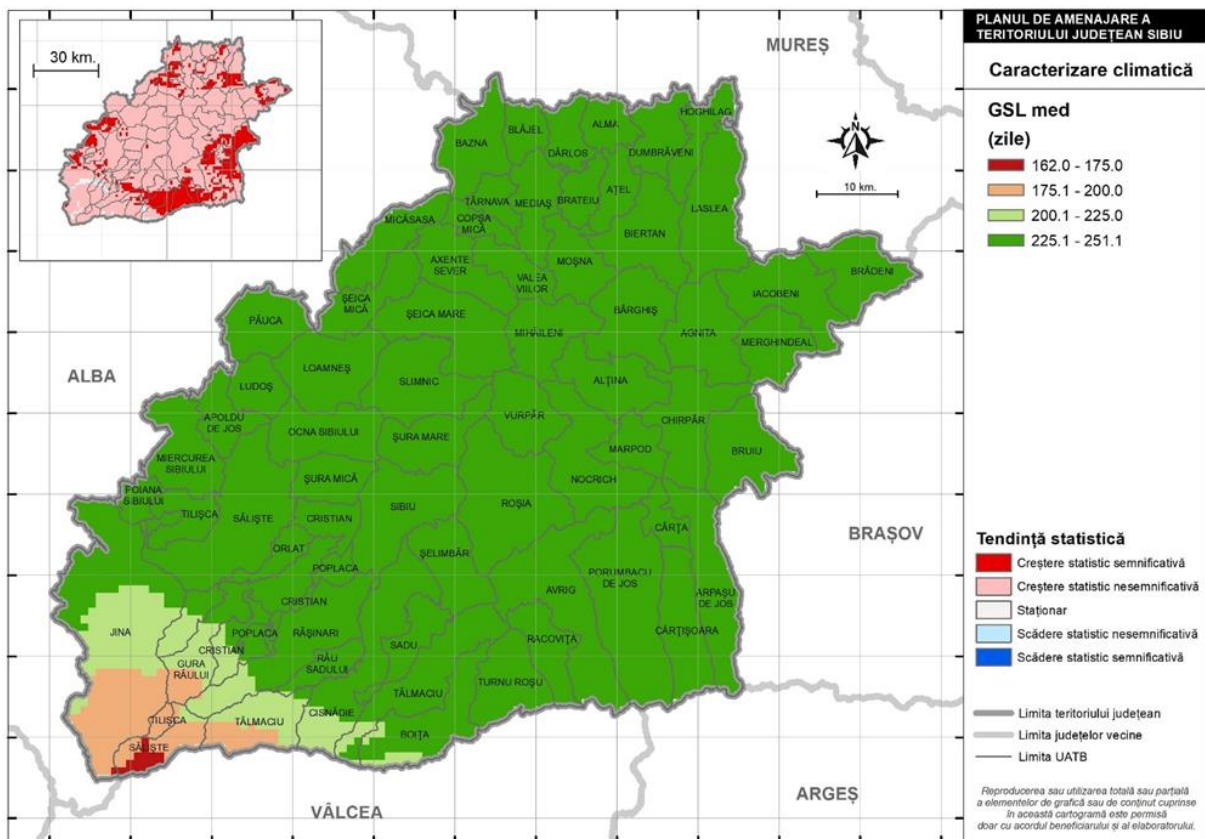 PLANUL DE AMENAJARE A
TERITORIULUI JUDEȚEAN SIBIU
Caracterizare climatică
GSL med
(zile)
162.0 - 175.0
175.1 - 200.0
200.1 - 225.0
225.1 - 251.1
Tendință statistică
Creștere statistic semnificativă
Creștere statistic nesemnificativă
Staționar
Scădere statistic nesemnificativă
Scădere statistic semnificativă
Limita teritoriului județean
Limita județelor vecine
Limita UATB
Reproducerea sau utilizarea totală sau parțială
a elementelor de grafică sau de conținut cuprinse
în această cartogramă este permisă
doar cu acordul beneficiarului și al elaboratorului.
30 km.
N
10 km.
MUREȘ
ALBA
BRAȘOV
ARGEȘ
VÂLCEA
HOGHILAG
BLĂJEL
ALMA
BAZNA
DÂRLOS
DUMBRĂVENI
AȚEL
TÂRNAVA
MEDIAȘ
BRATEIU
LASLEA
MICĂSASA
COPȘA
MICĂ
BIERTAN
AXENTE
SEVER
MOȘNA
VALEA
VIILOR
BRĂDENI
IACOBENI
ȘEICA
MICĂ
ȘEICA MARE
BÂRGHIȘ
PĂUCA
MIHĂILENI
AGNITA
MERGHINDEAL
LOAMNEȘ
LUDOȘ
SLIMNIC
ALȚINA
APOLDU
DE JOS
VURPĂR
CHIRPĂR
OCNA SIBIULUI
ȘURA MARE
MARPOD
BRUIU
MIERCUREA
SIBIULUI
ȘURA MICĂ
NOCRICH
POIANA
SIBIULUI
TILIȘCA
SĂLIȘTE
CRISTIAN
SIBIU
ROȘIA
CÂRȚA
ORLAT
ȘELIMBĂR
POPLACA
PORUMBACU
DE JOS
AVRIG
ARPAȘU
DE JOS
CRISTIAN
JINA
POPLACA
RĂȘINARI
CÂRȚIȘOARA
RACOVIȚA
CRISTIAN
SADU
GURA
RÂULUI
RÂU
SADULUI
TURNU ROȘU
TĂLMACIU
CISNĂDIE
TILIȘCA
TĂLMACIU
BOIȚA
SĂLIȘTE